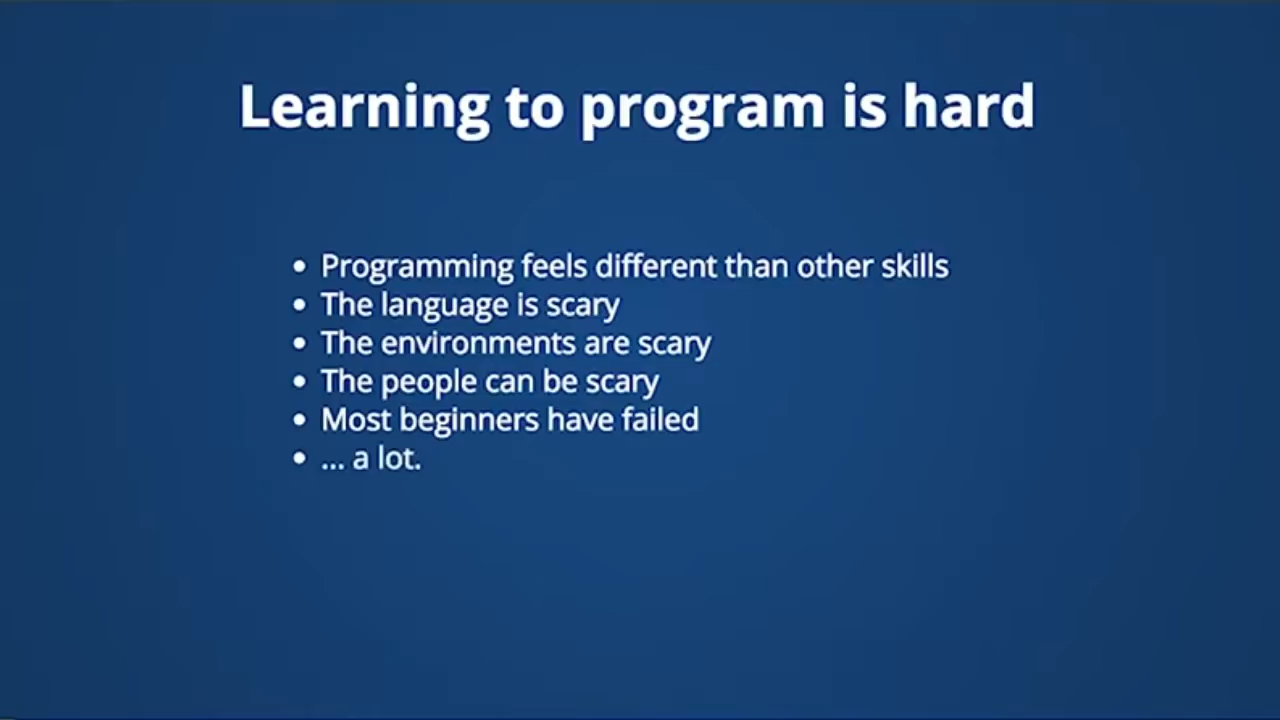 Learning to program is hard
• Programming feels different than other skills
• The language is scary
• The environments are scary
• The people can be scary
• Most beginners have failed
• ... a lot.